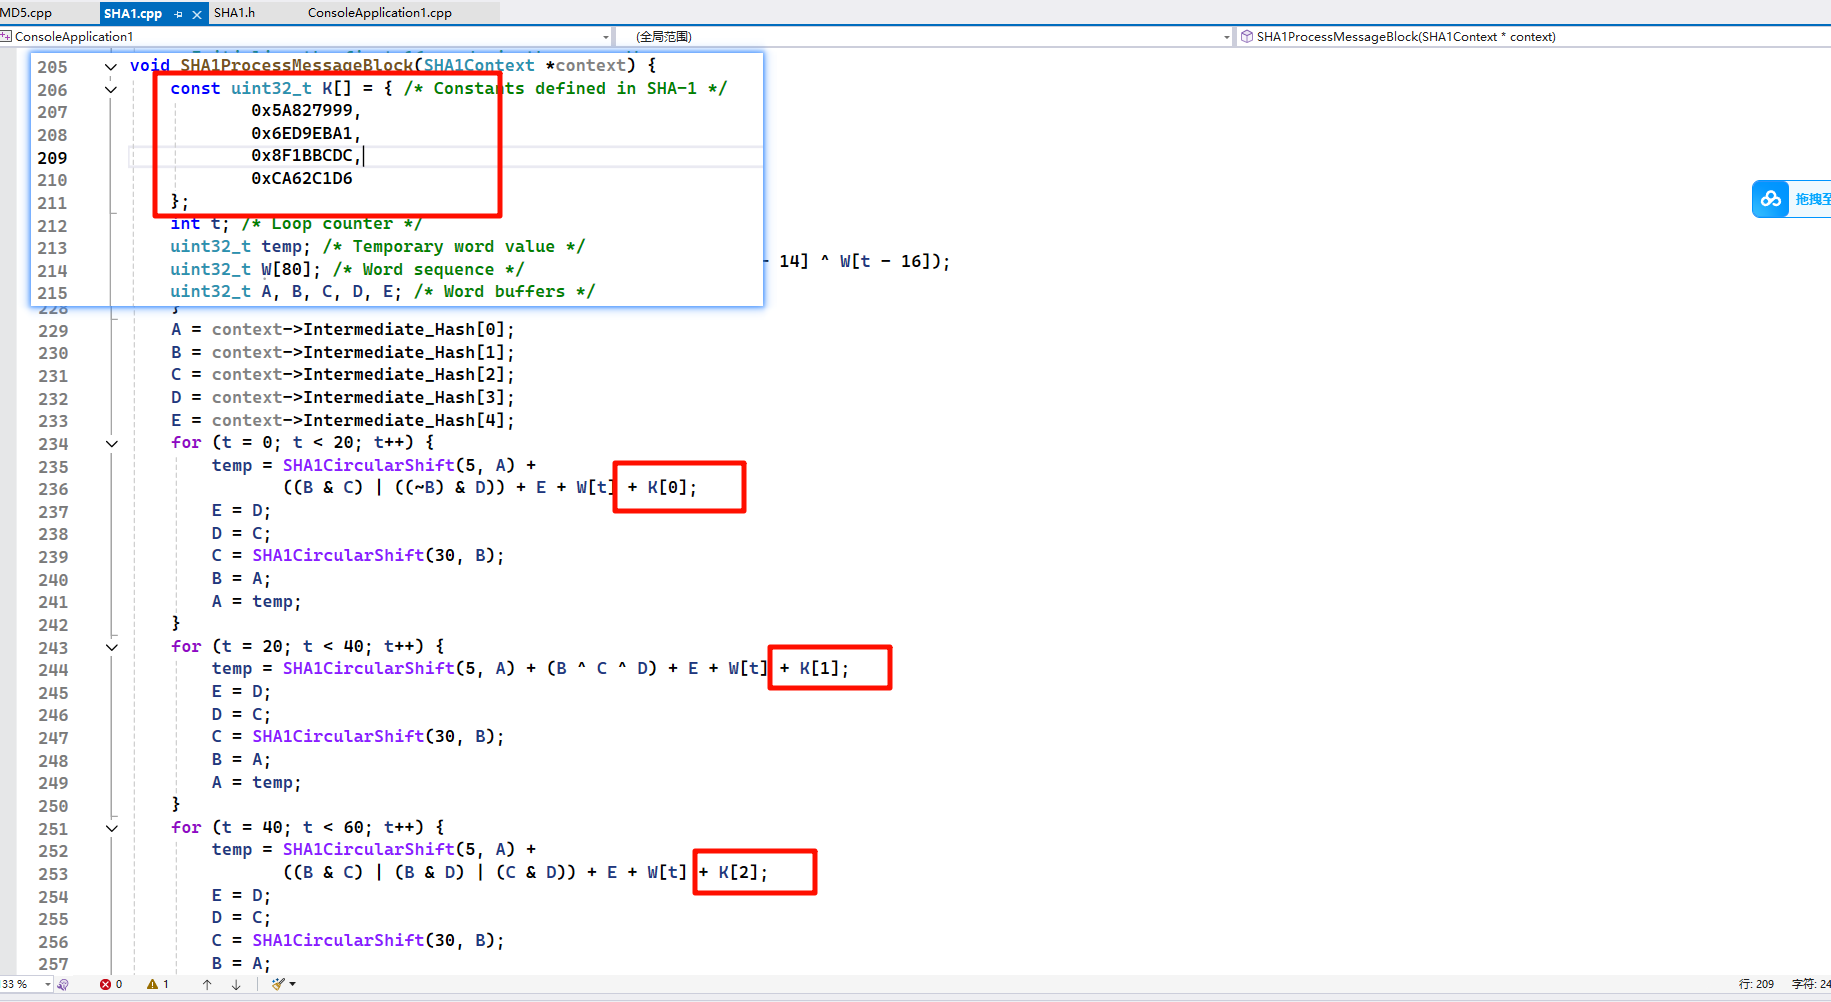 MD5.cpp SHA1.cpp SHA1.h ConsoleApplication1.cpp
ConsoleApplication1 (全局范围) SHA1ProcessMessageBlock(SHA1Context * context)
205 void SHA1ProcessMessageBlock(SHA1Context *context) {
206 const uint32_t K[] = { /* Constants defined in SHA-1 */
207 0x5A827999,
208 0x6ED9EBA1,
209 0x8F1BBCDC,
210 0xCA62C1D6
211 };
212 int t; /* Loop counter */
213 uint32_t temp; /* Temporary word value */
214 uint32_t W[80]; /* Word sequence */
215 uint32_t A, B, C, D, E; /* Word buffers */
- 14] ^ W[t - 16]);
228 }
229 A = context->Intermediate_Hash[0];
230 B = context->Intermediate_Hash[1];
231 C = context->Intermediate_Hash[2];
232 D = context->Intermediate_Hash[3];
233 E = context->Intermediate_Hash[4];
234 for (t = 0; t < 20; t++) {
235 temp = SHA1CircularShift(5, A) +
236 ((B & C) | ((~B) & D)) + E + W[t] + K[0];
237 E = D;
238 D = C;
239 C = SHA1CircularShift(30, B);
240 B = A;
241 A = temp;
242 }
243 for (t = 20; t < 40; t++) {
244 temp = SHA1CircularShift(5, A) + (B ^ C ^ D) + E + W[t] + K[1];
245 E = D;
246 D = C;
247 C = SHA1CircularShift(30, B);
248 B = A;
249 A = temp;
250 }
251 for (t = 40; t < 60; t++) {
252 temp = SHA1CircularShift(5, A) +
253 ((B & C) | (B & D) | (C & D)) + E + W[t] + K[2];
254 E = D;
255 D = C;
256 C = SHA1CircularShift(30, B);
257 B = A;
拖拽至
33 % 0 1 行: 209 字符: 24